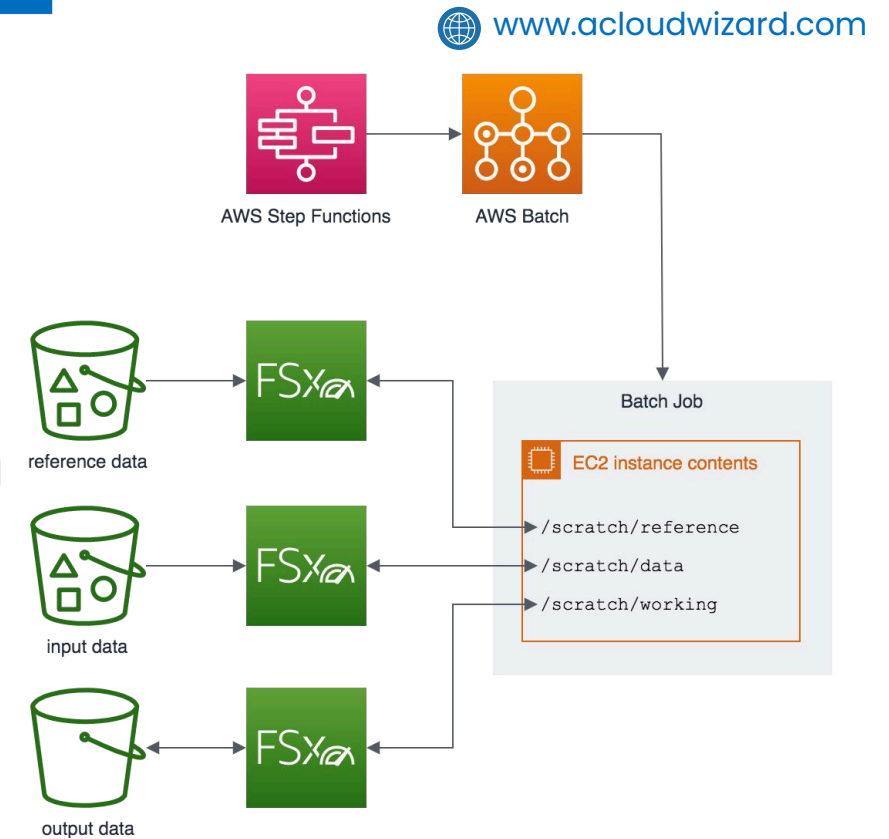 www.acloudwizard.com
AWS Step Functions
AWS Batch
Batch Job
EC2 instance contents
FSx
reference data
/scratch/reference
FSx
/scratch/data
/scratch/working
input data
FSx
output data